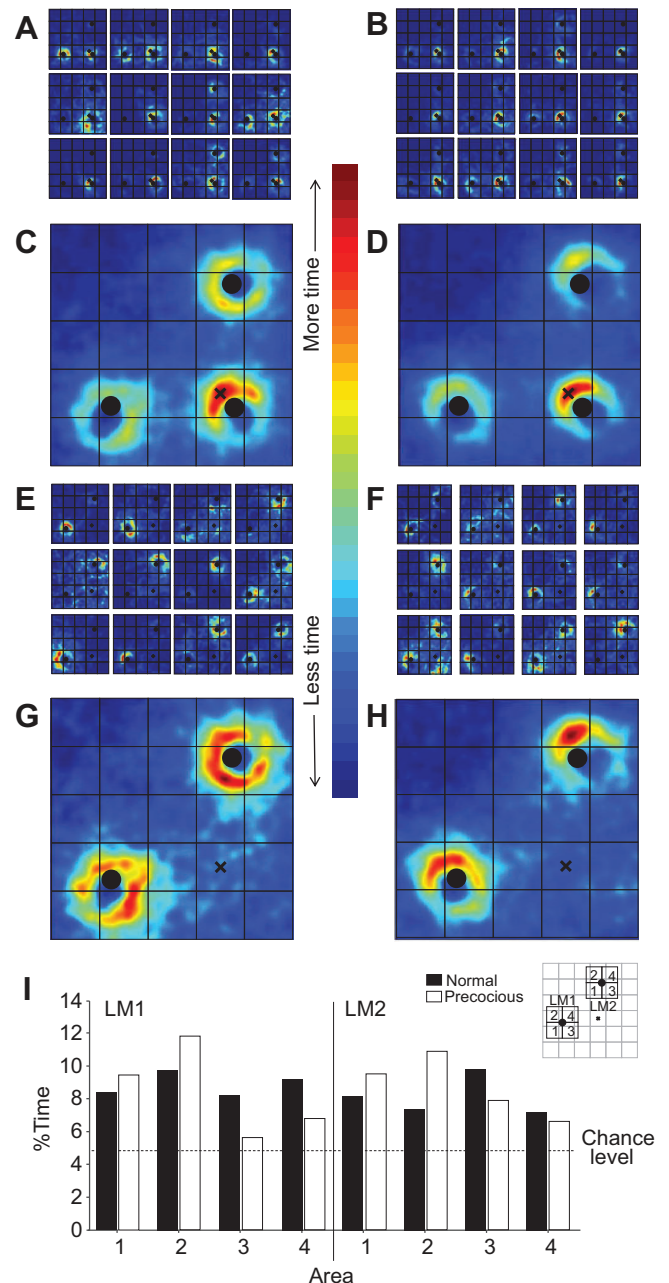 A
B
More time
C
D
E
F
Less time
G
H
I
Normal
Precocious
2 4
1 3
LM1
LM2
2 4
1 3
LM1
LM2
14
12
10
8
6
4
2
0
%Time
Chance
level
1 2 3 4 1 2 3 4
Area